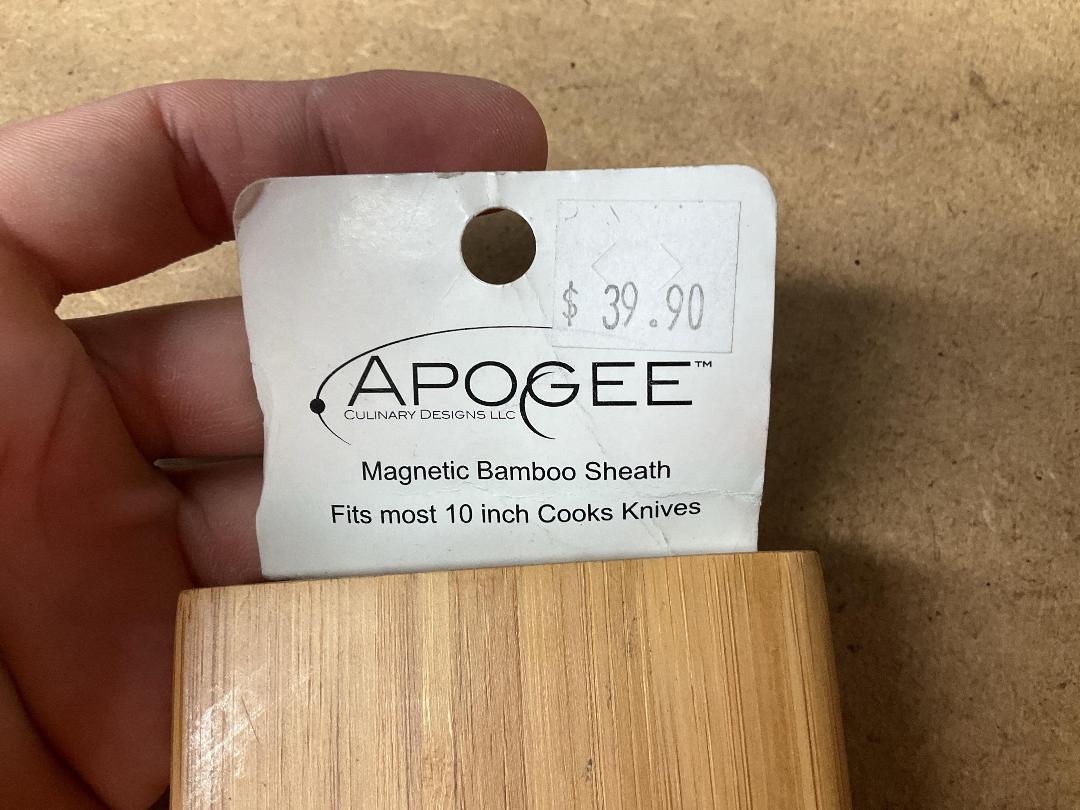 $ 39.90
APOGEE™
CULINARY DESIGNS LLC
Magnetic Bamboo Sheath
Fits most 10 inch Cooks Knives